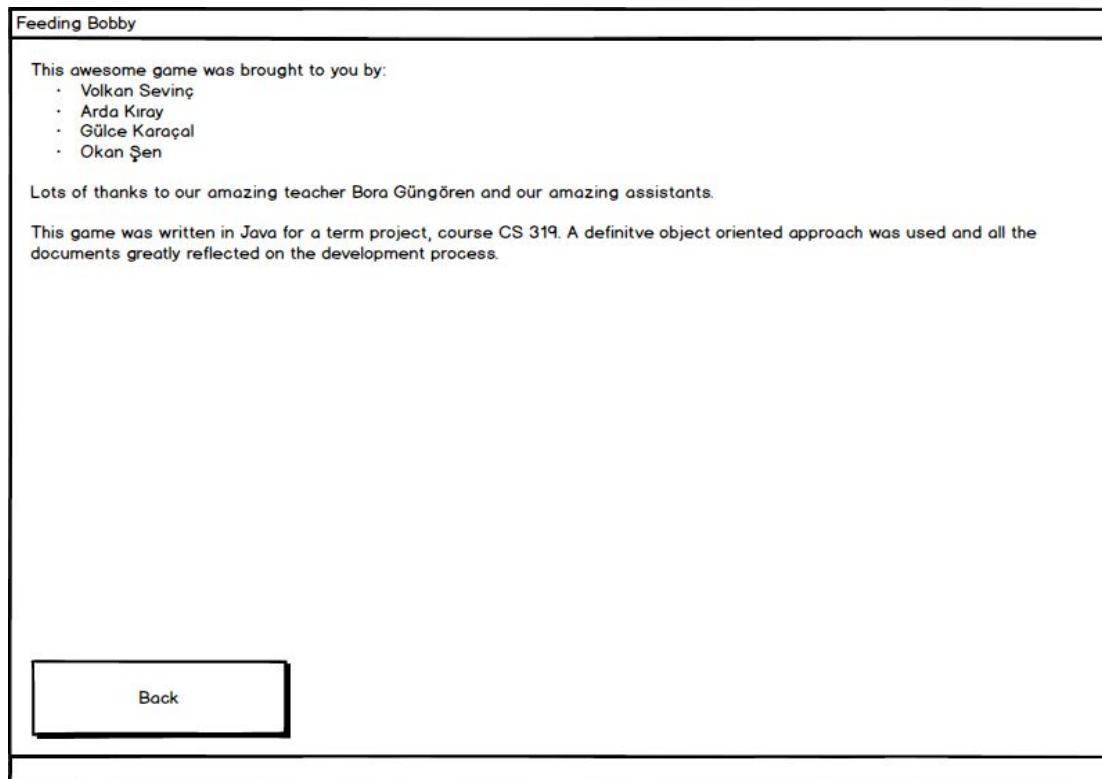 Feeding Bobby
This awesome game was brought to you by:
· Volkan Sevinç
· Arda Kıray
· Gülce Karaçal
· Okan Şen
Lots of thanks to our amazing teacher Bora Güngören and our amazing assistants.
This game was written in Java for a term project, course CS 319. A definitve object oriented approach was used and all the
documents greatly reflected on the development process.
Back